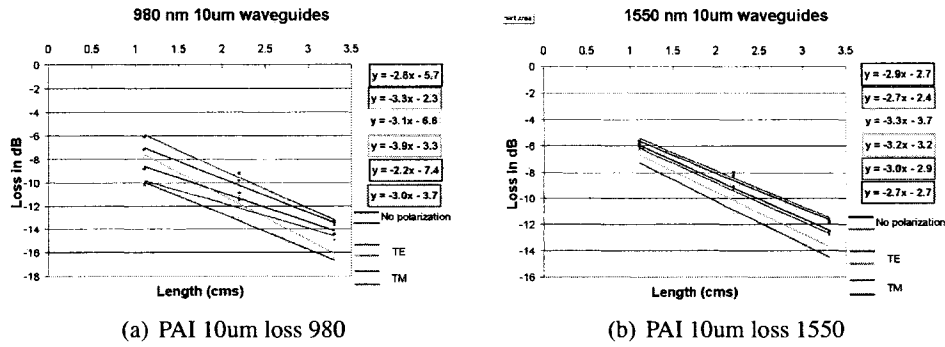 980 nm 10um waveguides
0 0.5 1 1.5 2 2.5 3 3.5
0
-2
-4
-6
-8
-10
-12
-14
-16
-18
Loss in dB
Length (cms)
y = -2.8x - 5.7
y = -3.3x - 2.3
y = -3.1x - 6.6
y = -3.9x - 3.3
y = -2.2x - 7.4
y = -3.0x - 3.7
No polarization
TE
TM
(a) PAI 10um loss 980
1550 nm 10um waveguides
0 0.5 1 1.5 2 2.5 3 3.5
0
-2
-4
-6
-8
-10
-12
-14
-16
Loss in dB
Length (cms)
y = -2.9x - 2.7
y = -2.7x - 2.4
y = -3.3x - 3.7
y = -3.2x - 3.2
y = -3.0x - 2.9
y = -2.7x - 2.7
No polarization
TE
TM
(b) PAI 10um loss 1550